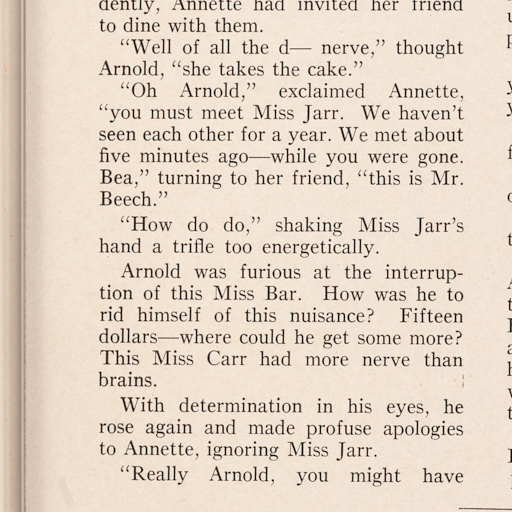 dently, Annette had invited her friend
to dine with them.
"Well of all the d— nerve," thought
Arnold, "she takes the cake."
"Oh Arnold," exclaimed Annette,
"you must meet Miss Jarr. We haven't
seen each other for a year. We met about
five minutes ago—while you were gone.
Bea," turning to her friend, "this is Mr.
Beech."
"How do do," shaking Miss Jarr's
hand a trifle too energetically.
Arnold was furious at the interrup-
tion of this Miss Bar. How was he to
rid himself of this nuisance? Fifteen
dollars—where could he get some more?
This Miss Carr had more nerve than
brains.
With determination in his eyes, he
rose again and made profuse apologies
to Annette, ignoring Miss Jarr.
"Really Arnold, you might have